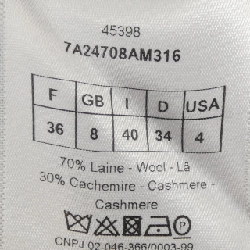 45398
7A24708AM316
F GB I D USA
36 8 40 34 4
70% Laine - Wool - Lã
30% Cachemire - Cashmere -
Cashmere
CNPJ 02.046.366/0003-99